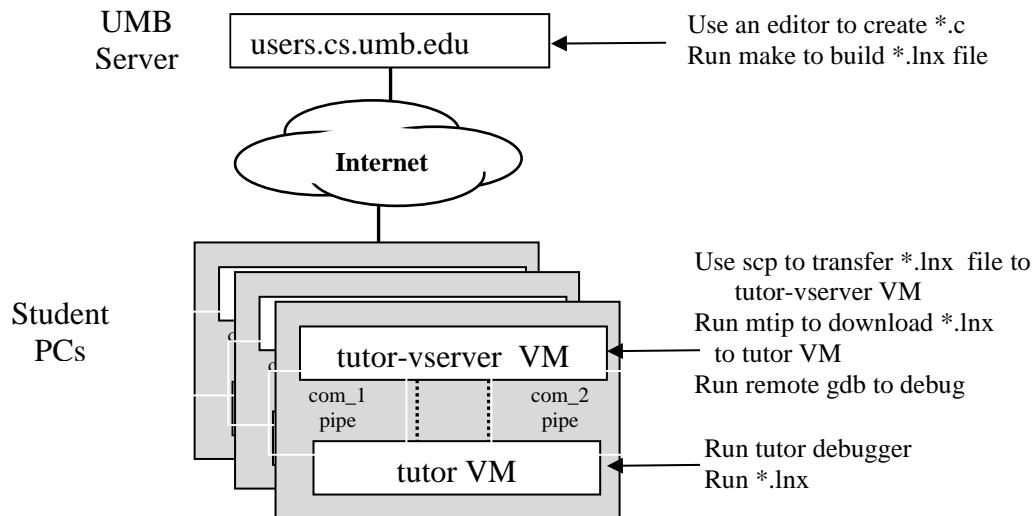 UMB
Server
users.cs.umb.edu
Use an editor to create *.c
Run make to build *.lnx file
Internet
Student
PCs
tutor-vserver VM
com_1
pipe
com_2
pipe
tutor VM
Use scp to transfer *.lnx file to
tutor-vserver VM
Run mtip to download *.lnx
to tutor VM
Run remote gdb to debug
Run tutor debugger
Run *.lnx